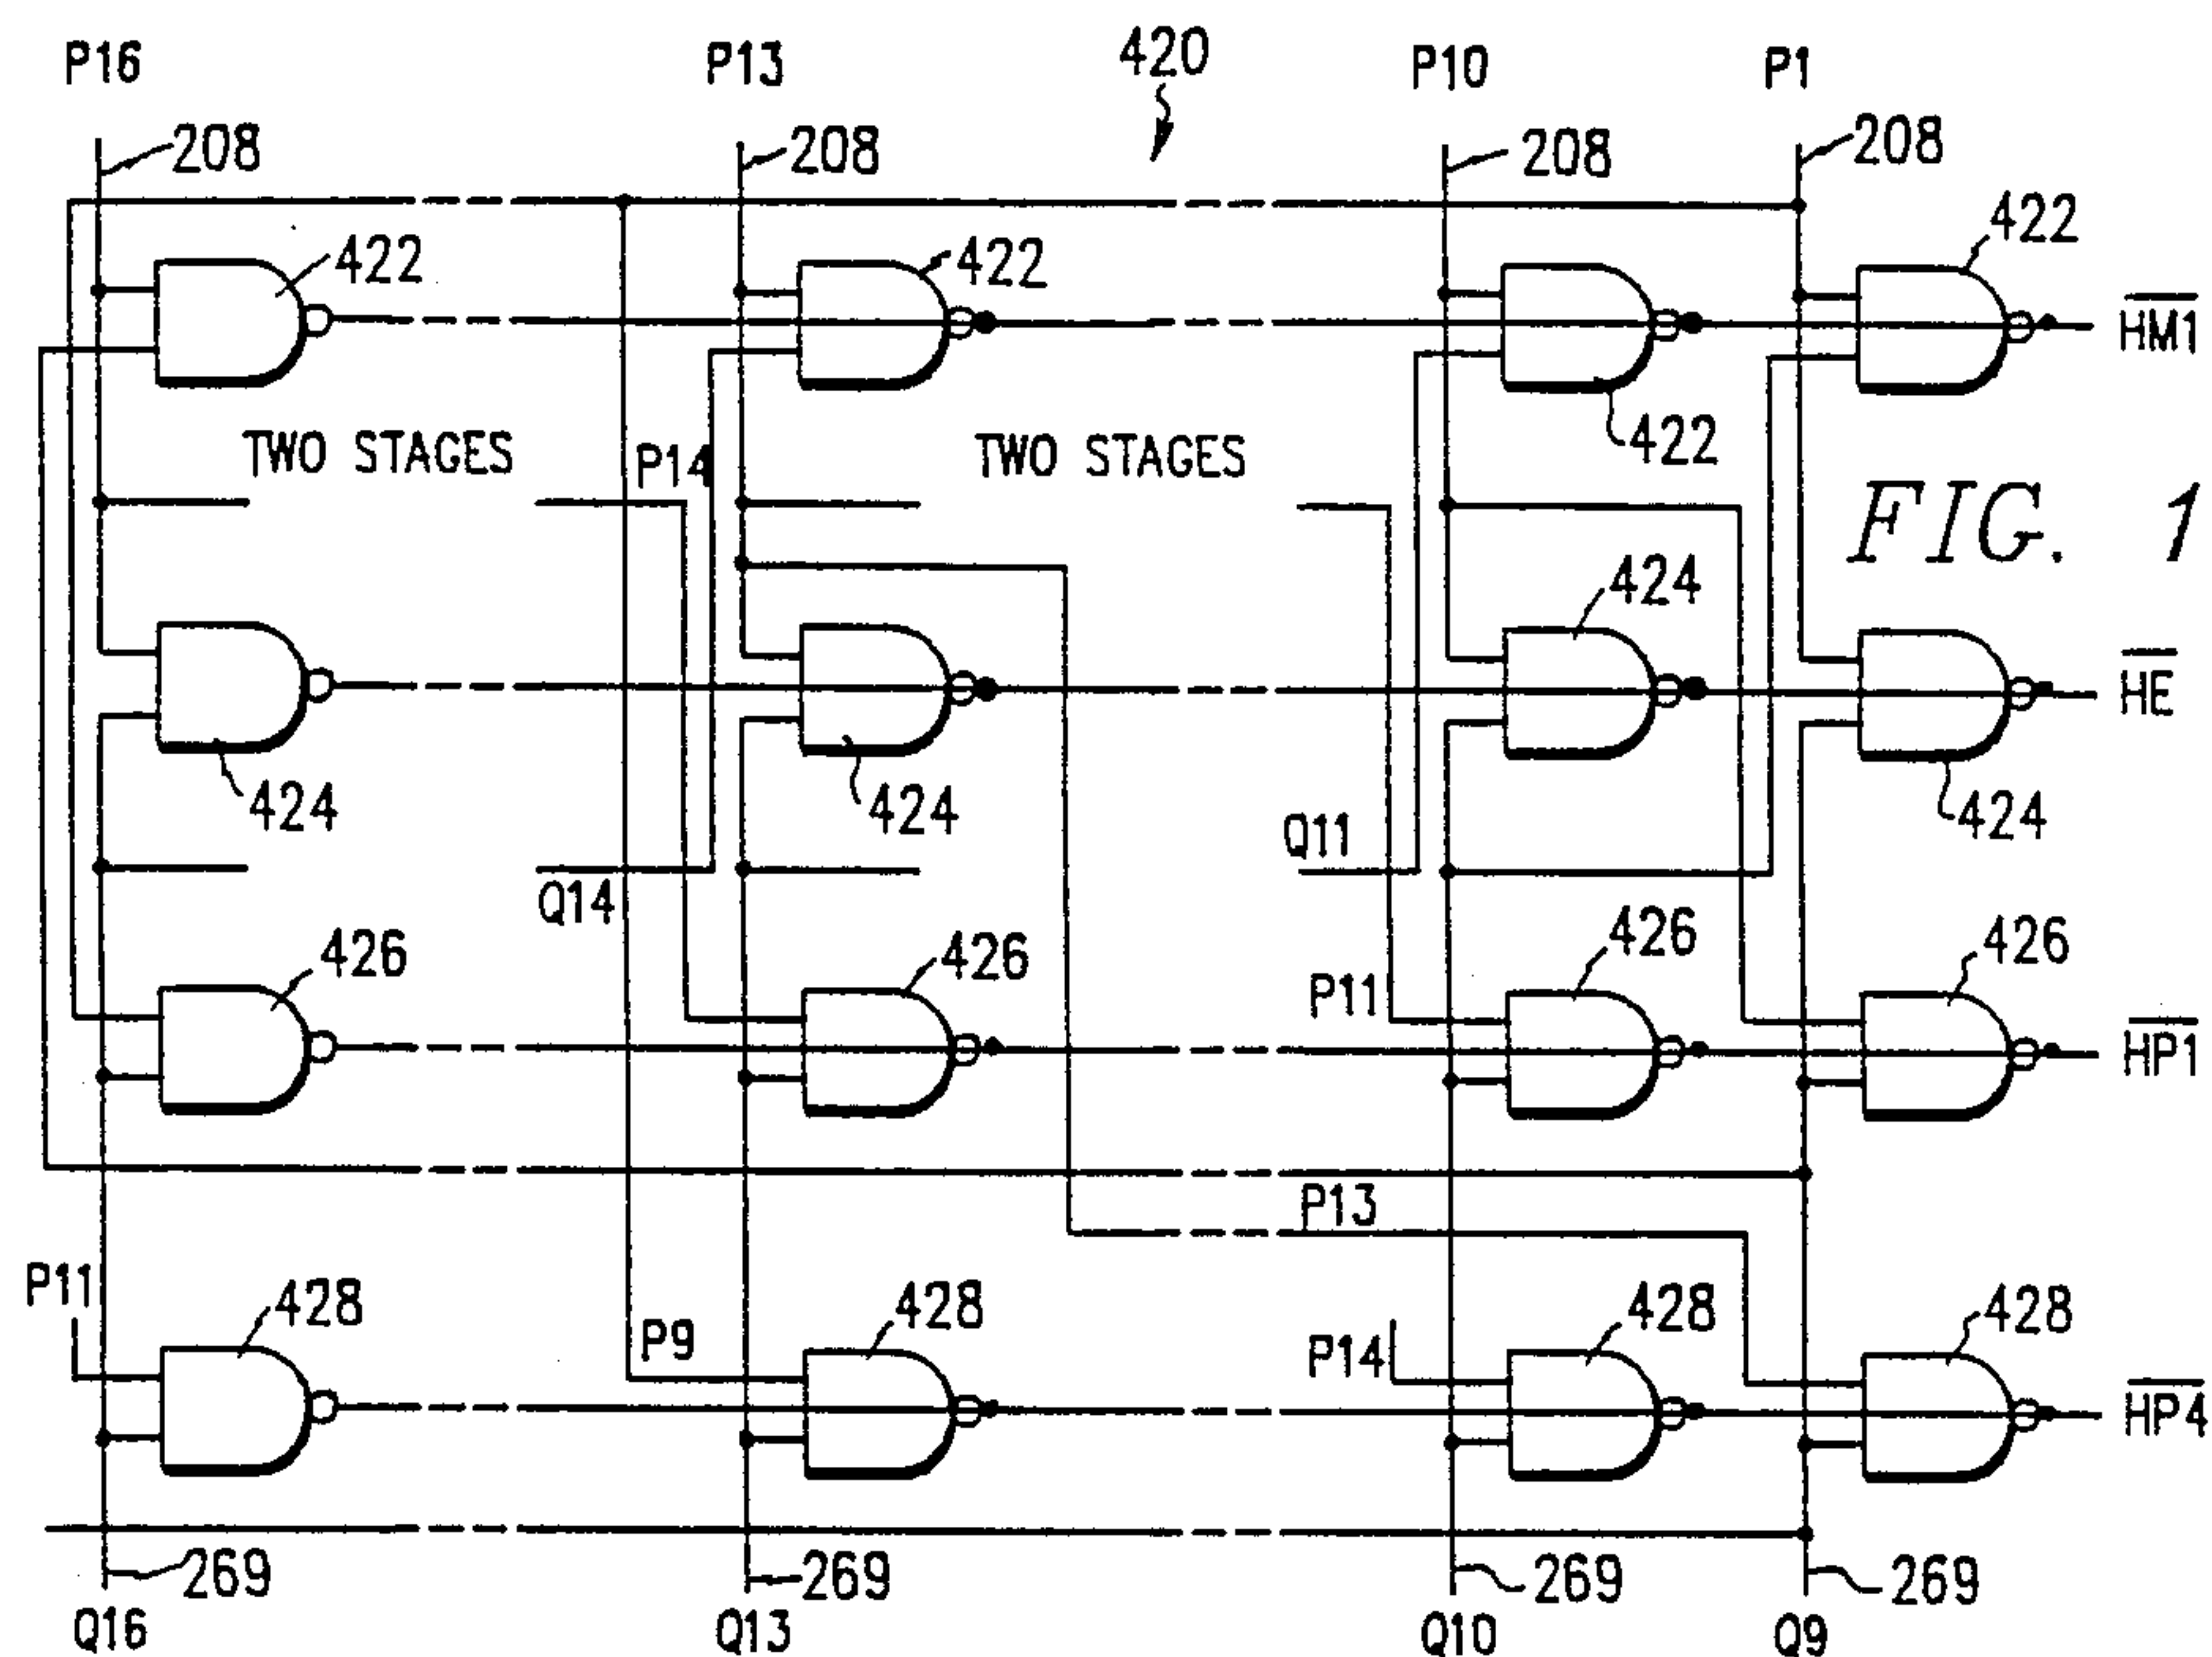 P16 P13 420 P10 P1
208 208 208 208
422 422 422 422
HM1
TWO STAGES P14 TWO STAGES
FIG. 1
424 424 424 424
HE
Q14 Q11
426 426 P11 426 426
HP1
P13
P11 428 P9 428 P14 428 428
HP4
269 269 269 269
Q16 Q13 Q10 Q9